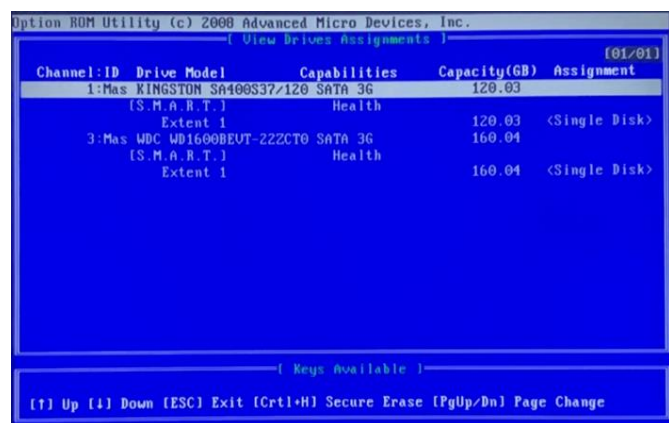 Option ROM Utility (c) 2008 Advanced Micro Devices, Inc.
[ View Drives Assignments ]
[01/01]
Channel:ID Drive Model Capabilities Capacity(GB) Assignment
1:Mas KINGSTON SA400S37/120 SATA 3G 120.03
[S.M.A.R.T.] Health
Extent 1 120.03 <Single Disk>
3:Mas WDC WD1600BEVT-22ZCT0 SATA 3G 160.04
[S.M.A.R.T.] Health
Extent 1 160.04 <Single Disk>
[ Keys Available ]
[↑] Up [↓] Down [ESC] Exit [Crtl+H] Secure Erase [PgUp/Dn] Page Change